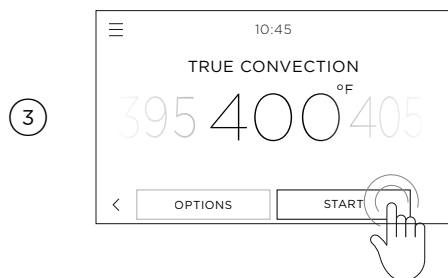 10:45
TRUE CONVECTION
395 400°F 405
3
OPTIONS START